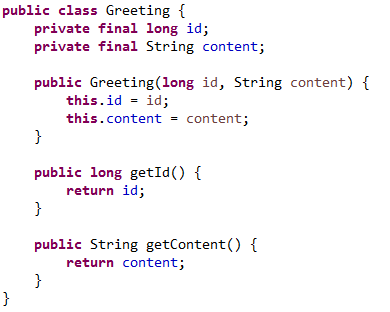 public class Greeting {
    private final long id;
    private final String content;

    public Greeting(long id, String content) {
        this.id = id;
        this.content = content;
    }

    public long getId() {
        return id;
    }

    public String getContent() {
        return content;
    }
}